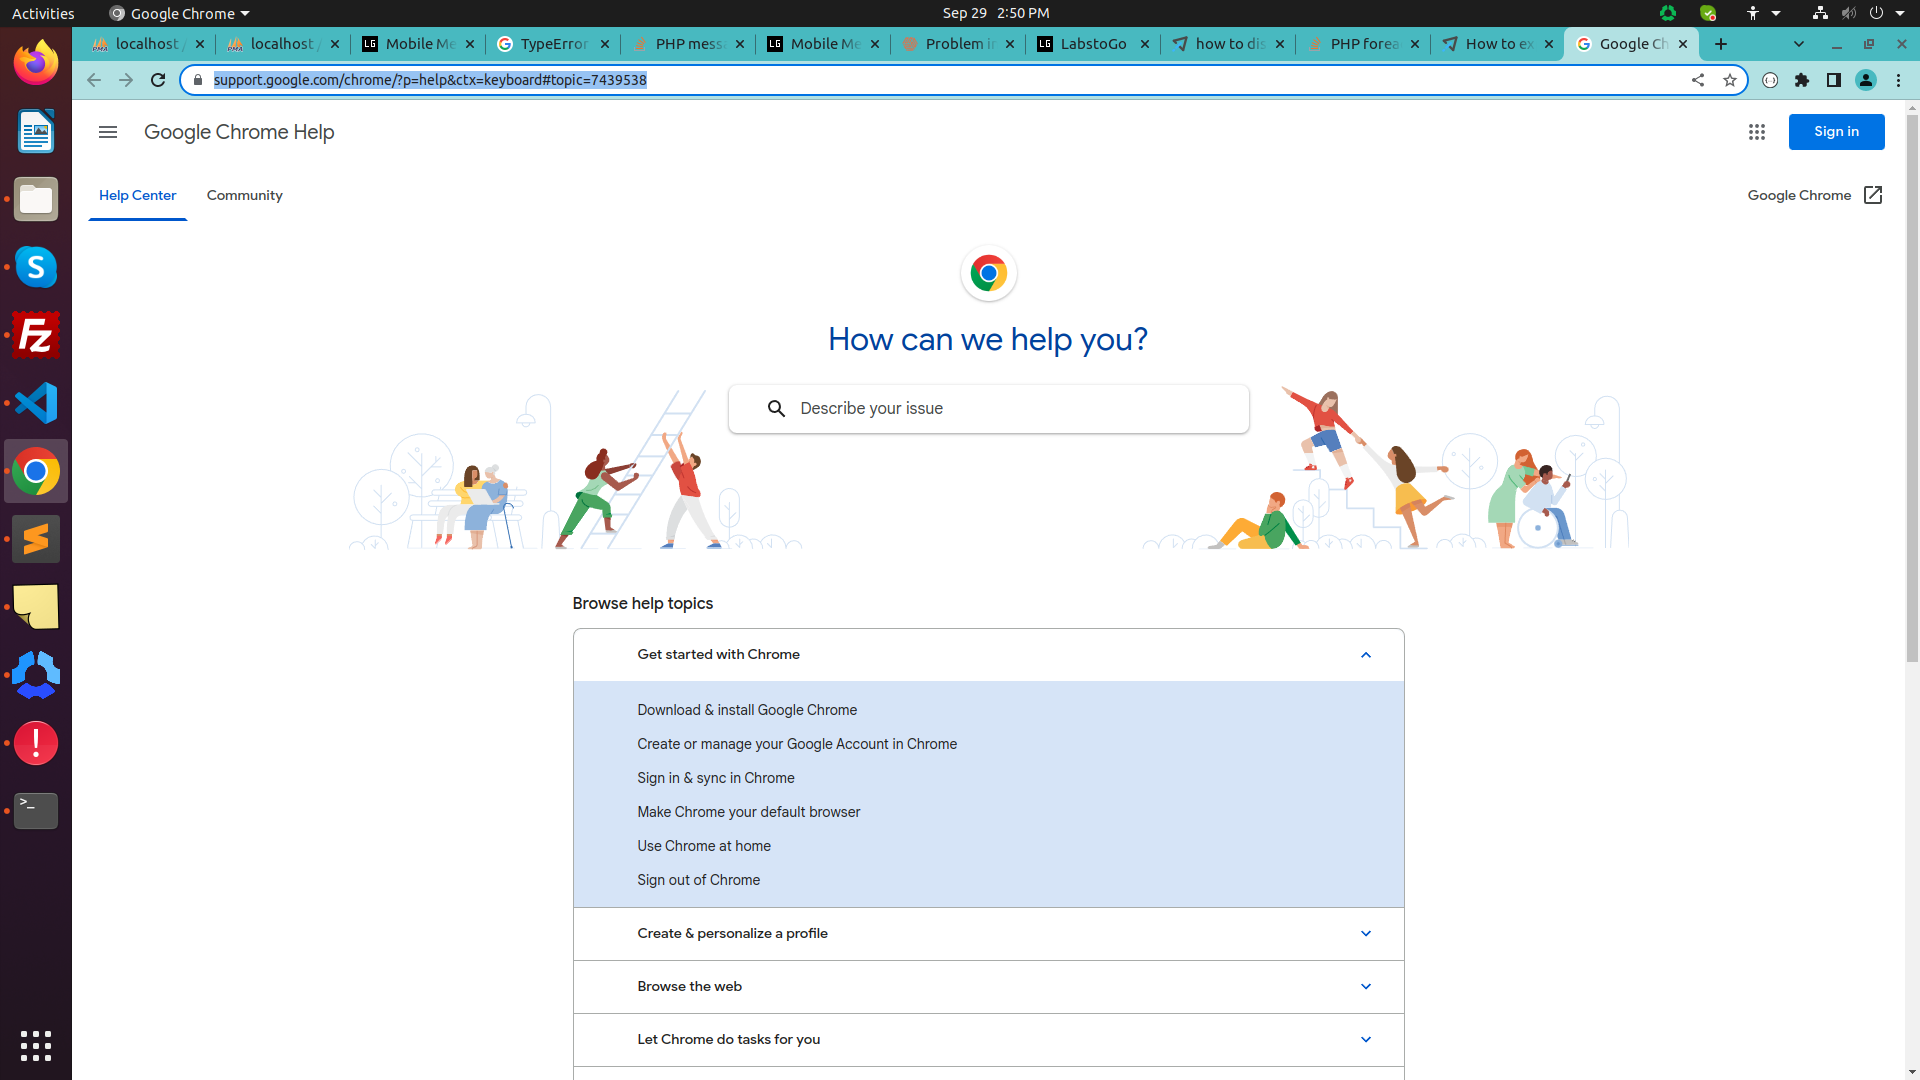 Activities
Google Chrome
Sep 29 2:50 PM
localhost /
localhost /
Mobile Me
TypeError
PHP mess
Mobile Me
Problem in
LabstoGo
how to dis
PHP forea
How to ex
Google Ch
support.google.com/chrome/?p=help&ctx=keyboard#topic=7439538
Google Chrome Help
Sign in
Help Center
Community
Google Chrome
How can we help you?
Describe your issue
Browse help topics
Get started with Chrome
Download & install Google Chrome
Create or manage your Google Account in Chrome
Sign in & sync in Chrome
Make Chrome your default browser
Use Chrome at home
Sign out of Chrome
Create & personalize a profile
Browse the web
Let Chrome do tasks for you